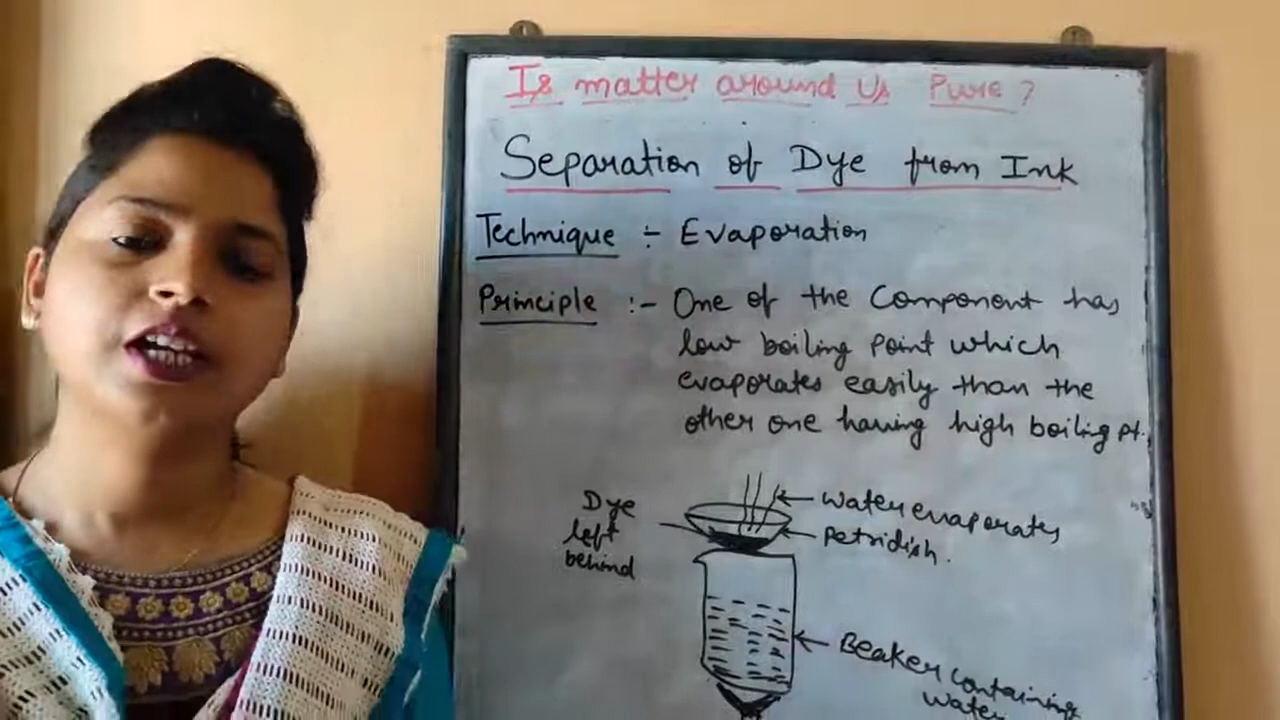 Is matter around Us Pure ?
Separation of Dye from Ink
Technique :- Evaporation
Principle :- One of the Component has
low boiling point which
evaporates easily than the
other one having high boiling pt.
Dye
left
behind
water evaporates
Petridish.
Beaker containing
water